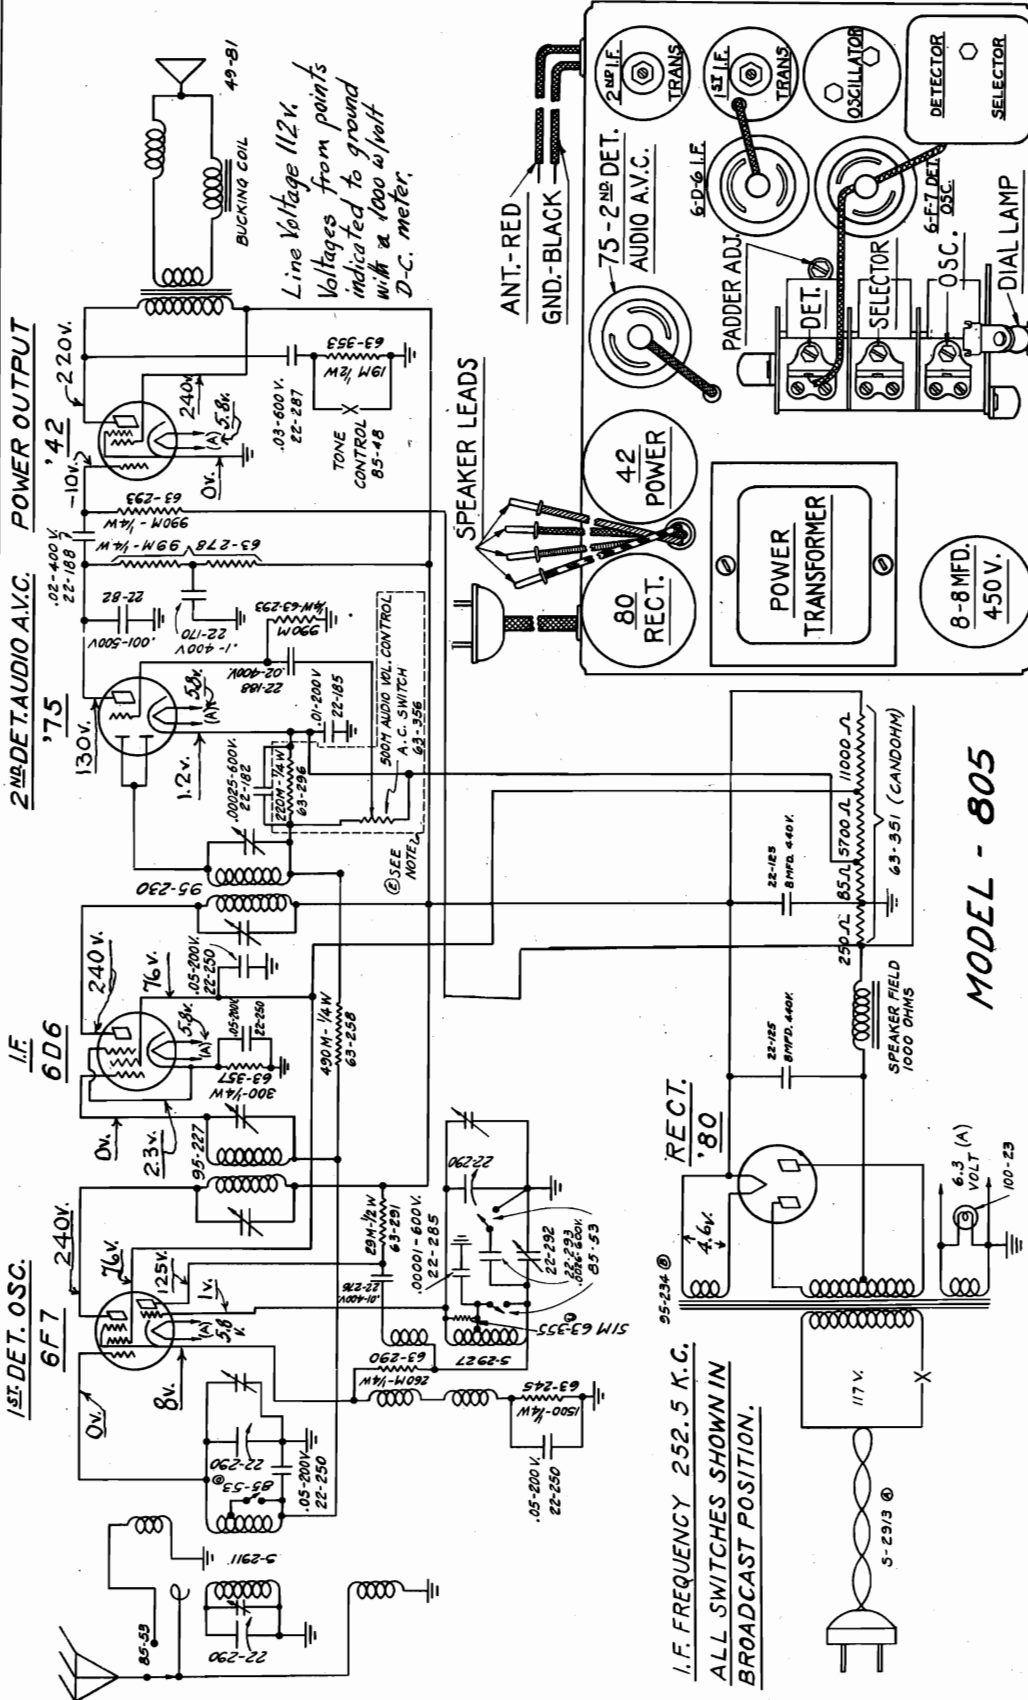 1ST. DET. OSC.
6F7
I.F.
6D6
2ND DET. AUDIO A.V.C.
'75
POWER OUTPUT
'42
85-53
22-290
S-2911
0v.
8v.
240v.
76v.
125v.
1v.
(A) 5.8 v.
22-290
85-53
.05-200V.
22-250
.05-200V.
22-250
1500-1/4W
63-245
260M-1/4W
63-290
S-2927
51M 63-355
.01-400V.
22-276
29M-1/2W
63-291
.00001-600V.
22-285
22-290
22-292
22-293
.0026-600V.
85-53
95-227
0v.
2.3v.
240v.
76v.
5.8v.
(A)
300-1/4W
63-357
.05-200V.
22-250
.05-200V.
22-250
490M-1/4W
63-258
95-230
.00025-600V.
22-182
220M-1/4W
63-296
Ⓔ SEE
NOTE
500M AUDIO VOL. CONTROL
A.C. SWITCH
63-356
.01-200V
22-185
130v.
1.2v.
5.8v.
(A)
22-188
.02-400V.
990M
1/4W-63-293
.001-500V
22-82
.1-400V
22-170
.02-400V.
22-188
99M-1/4W
63-278
990M-1/4W
63-293
-10v.
220v.
240v.
0v.
(A) 5.8v.
.03-600V.
22-287
19M 1/2W
63-353
TONE
CONTROL
85-48
BUCKING COIL
49-81
Line Voltage 112v.
Voltages from points
indicated to ground
with a 1000 w/volt
D-C. meter.
I.F. FREQUENCY 252.5 K.C.
ALL SWITCHES SHOWN IN
BROADCAST POSITION.
S-2913 Ⓐ
117 V.
X
95-234 Ⓑ
4.6v.
RECT.
'80
6.3
VOLT (A)
100-23
22-125
8MFD. 440V.
22-125
8MFD. 440V.
SPEAKER FIELD
1000 OHMS
250Ω 85Ω 5700Ω 11000Ω
63-351 (CANDOHM)
MODEL - 805
SPEAKER LEADS
ANT.-RED
GND.-BLACK
75-2ND DET.
AUDIO A.V.C.
80
RECT.
42
POWER
POWER
TRANSFORMER
8-8MFD.
450V.
PADDER ADJ.
DET.
SELECTOR
OSC.
DIAL LAMP
6-D-6 I.F.
6-F-7 DET.
OSC.
2ND I.F.
TRANS
1ST I.F.
TRANS.
OSCILLATOR
DETECTOR
SELECTOR